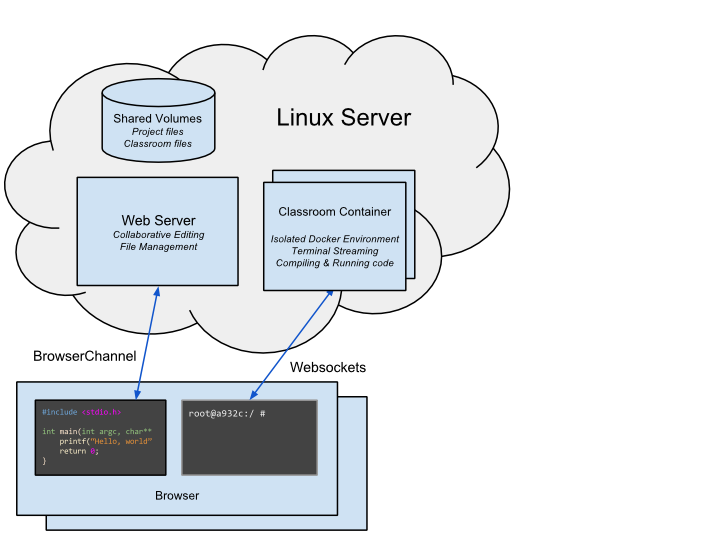 Linux Server
Shared Volumes
Project files
Classroom files
Web Server
Collaborative Editing
File Management
Classroom Container
Isolated Docker Environment
Terminal Streaming
Compiling & Running code
BrowserChannel
Websockets
#include <stdio.h>
int main(int argc, char**
printf("Hello, world"
return 0;
}
root@a932c:/ #
Browser